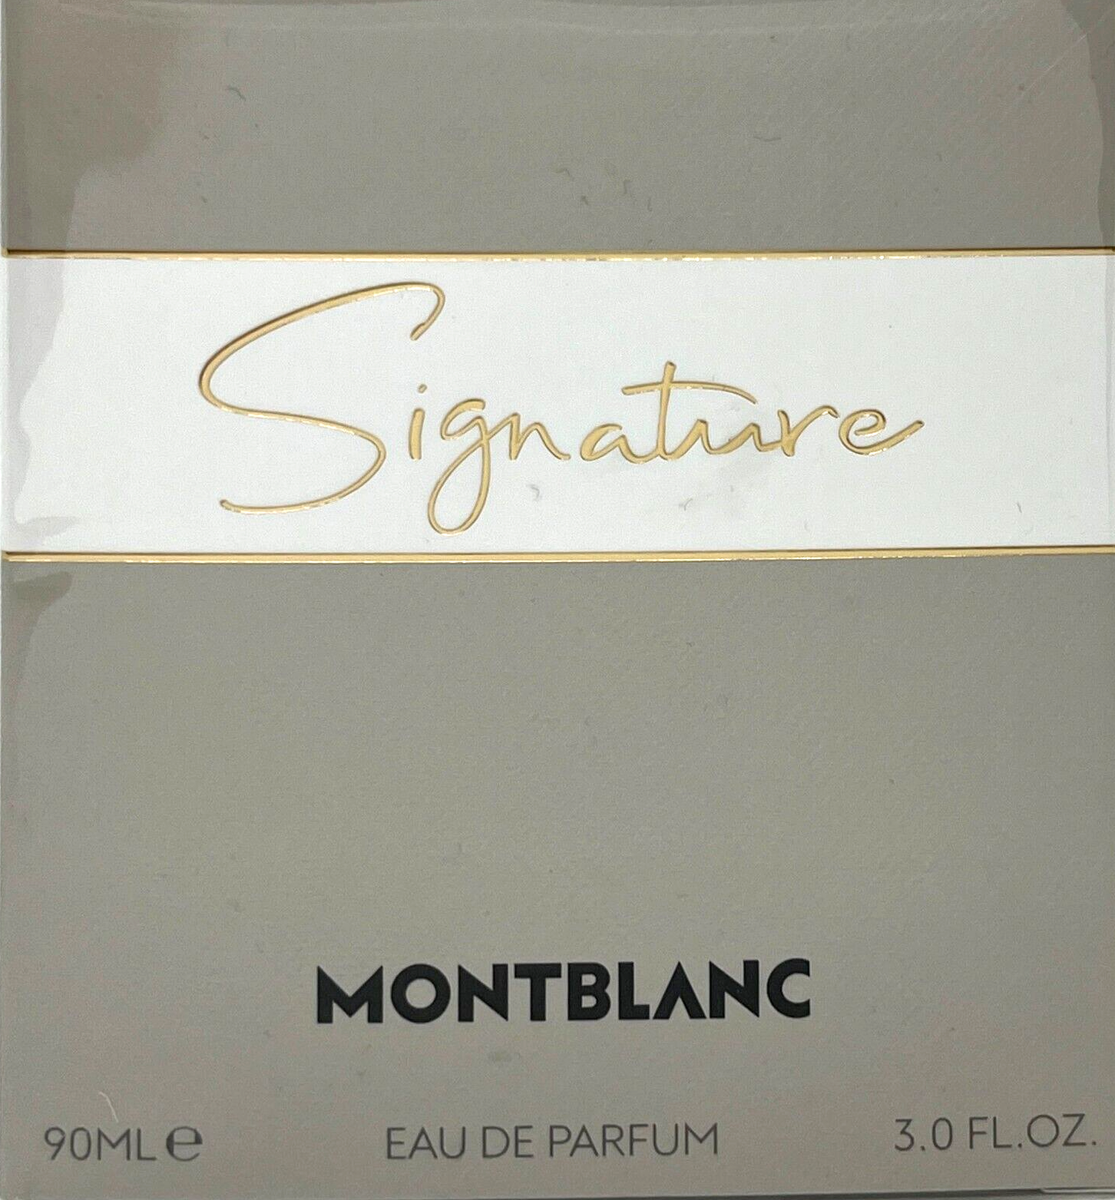 Signature
MONTBLANC
90ML ℮ EAU DE PARFUM 3.0 FL.OZ.